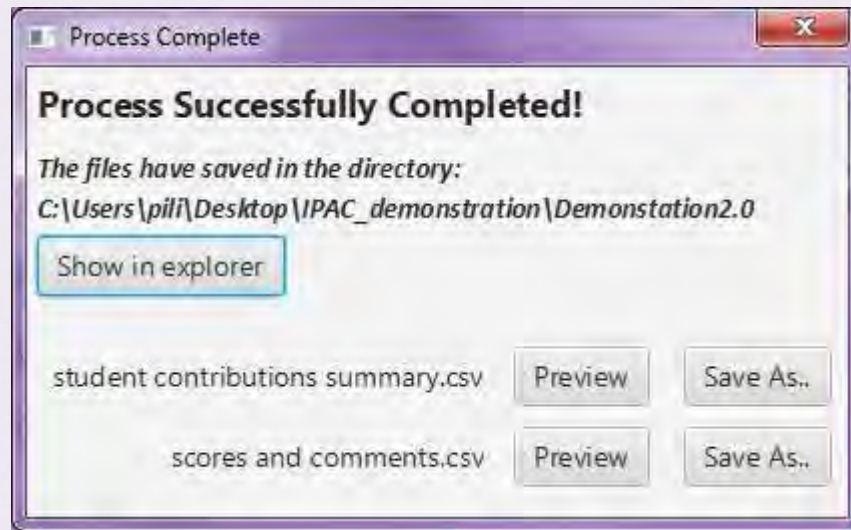 Process Complete
Process Successfully Completed!
The files have saved in the directory:
C:\Users\pili\Desktop\IPAC_demonstration\Demonstation2.0
Show in explorer
student contributions summary.csv Preview Save As..
scores and comments.csv Preview Save As..